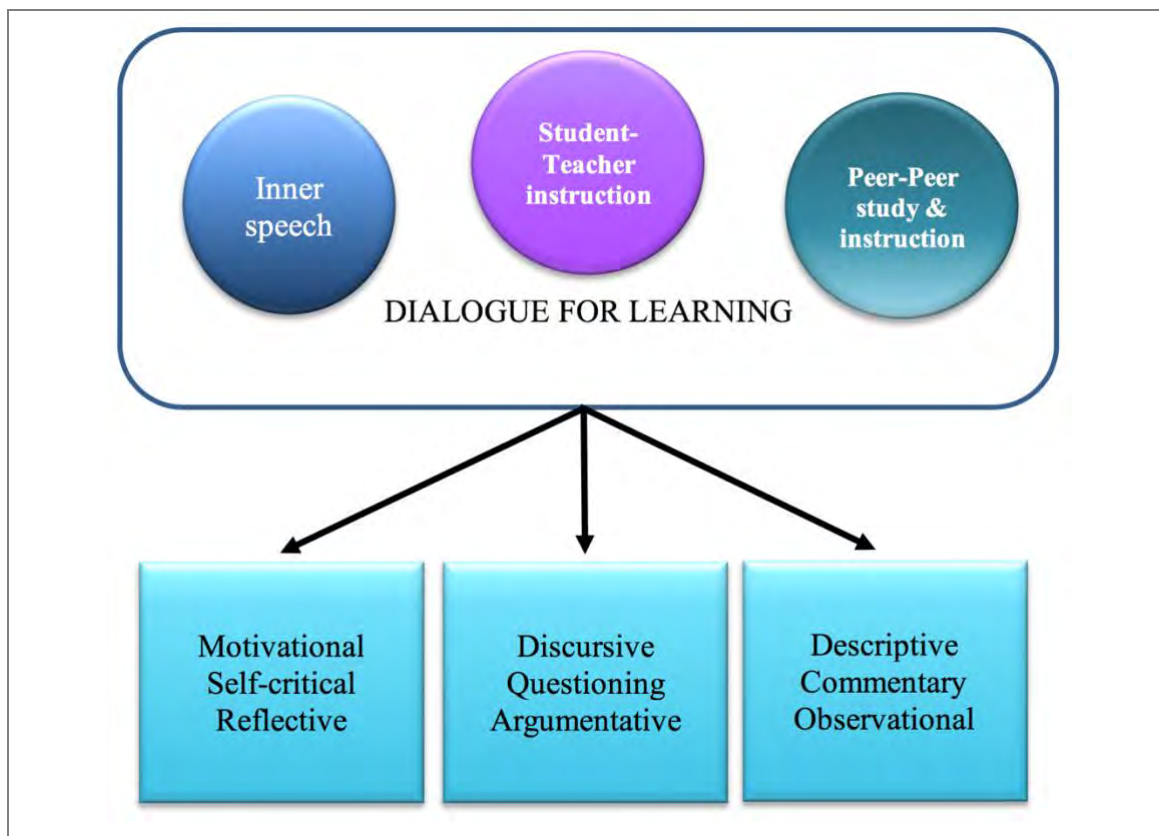 Inner
speech
Student-
Teacher
instruction
Peer-Peer
study &
instruction
DIALOGUE FOR LEARNING
Motivational
Self-critical
Reflective
Discursive
Questioning
Argumentative
Descriptive
Commentary
Observational